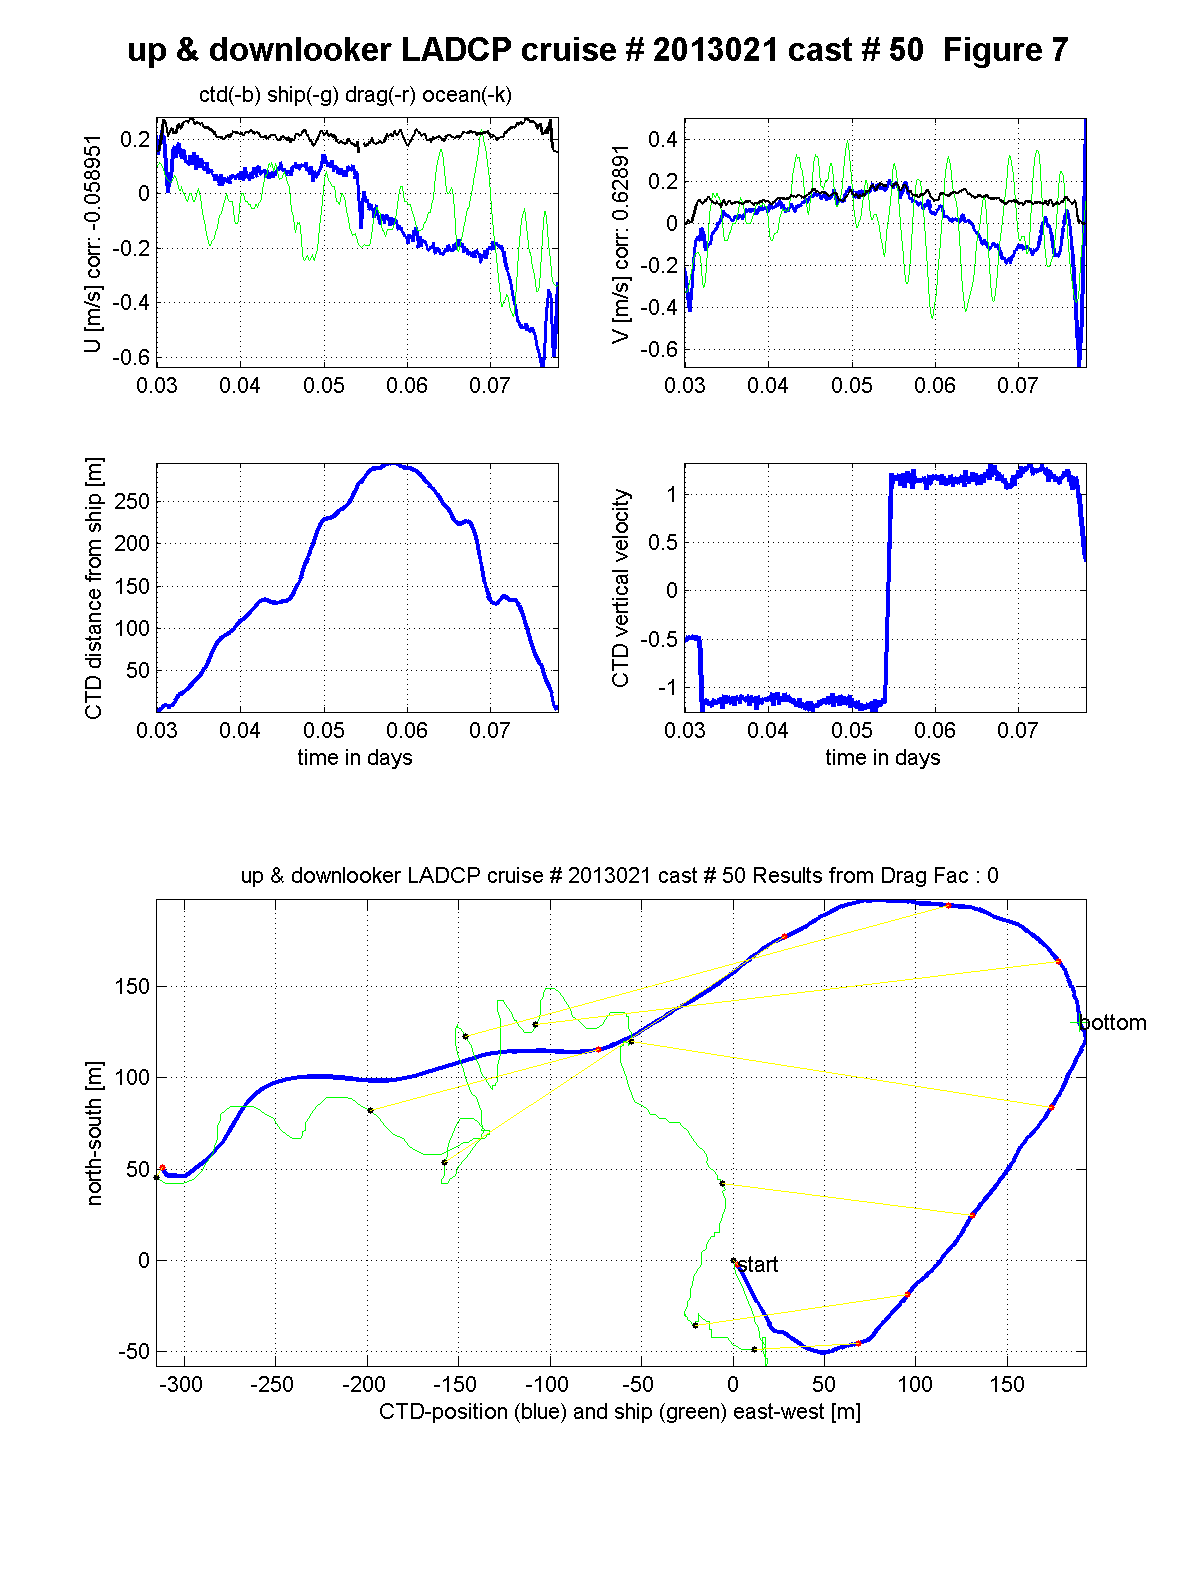 up & downlooker LADCP cruise # 2013021 cast # 50  Figure 7
ctd(-b) ship(-g) drag(-r) ocean(-k)
U [m/s] corr: -0.058951
0.2
0
-0.2
-0.4
-0.6
0.03 0.04 0.05 0.06 0.07
V [m/s] corr: 0.62891
0.4
0.2
0
-0.2
-0.4
-0.6
0.03 0.04 0.05 0.06 0.07
CTD distance from ship [m]
250
200
150
100
50
0.03 0.04 0.05 0.06 0.07
time in days
CTD vertical velocity
1
0.5
0
-0.5
-1
0.03 0.04 0.05 0.06 0.07
time in days
up & downlooker LADCP cruise # 2013021 cast # 50 Results from Drag Fac : 0
north-south [m]
150
100
50
0
-50
bottom
start
-300 -250 -200 -150 -100 -50 0 50 100 150
CTD-position (blue) and ship (green) east-west [m]